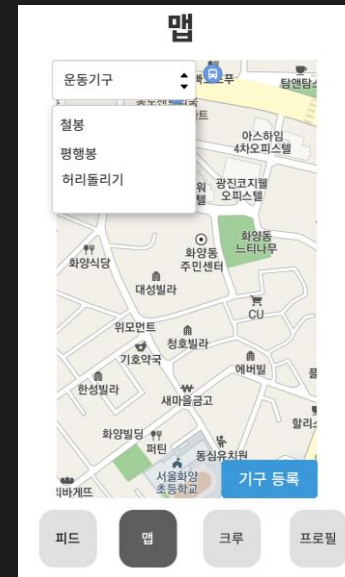 맵
운동기구
탐앤탐
철봉
평행봉
허리돌리기
아스하임
4차오피스텔
광진코지웰
오피스텔
화양동
느티나무
화양동
주민센터
화양식당
대성빌라
CU
위모먼트
청호빌라
기호약국
에버빌
한성빌라
새마을금고
할리
화양빌딩
퍼틴
동심유치원
서울화양
초등학교
기구 등록
피드
맵
크루
프로필